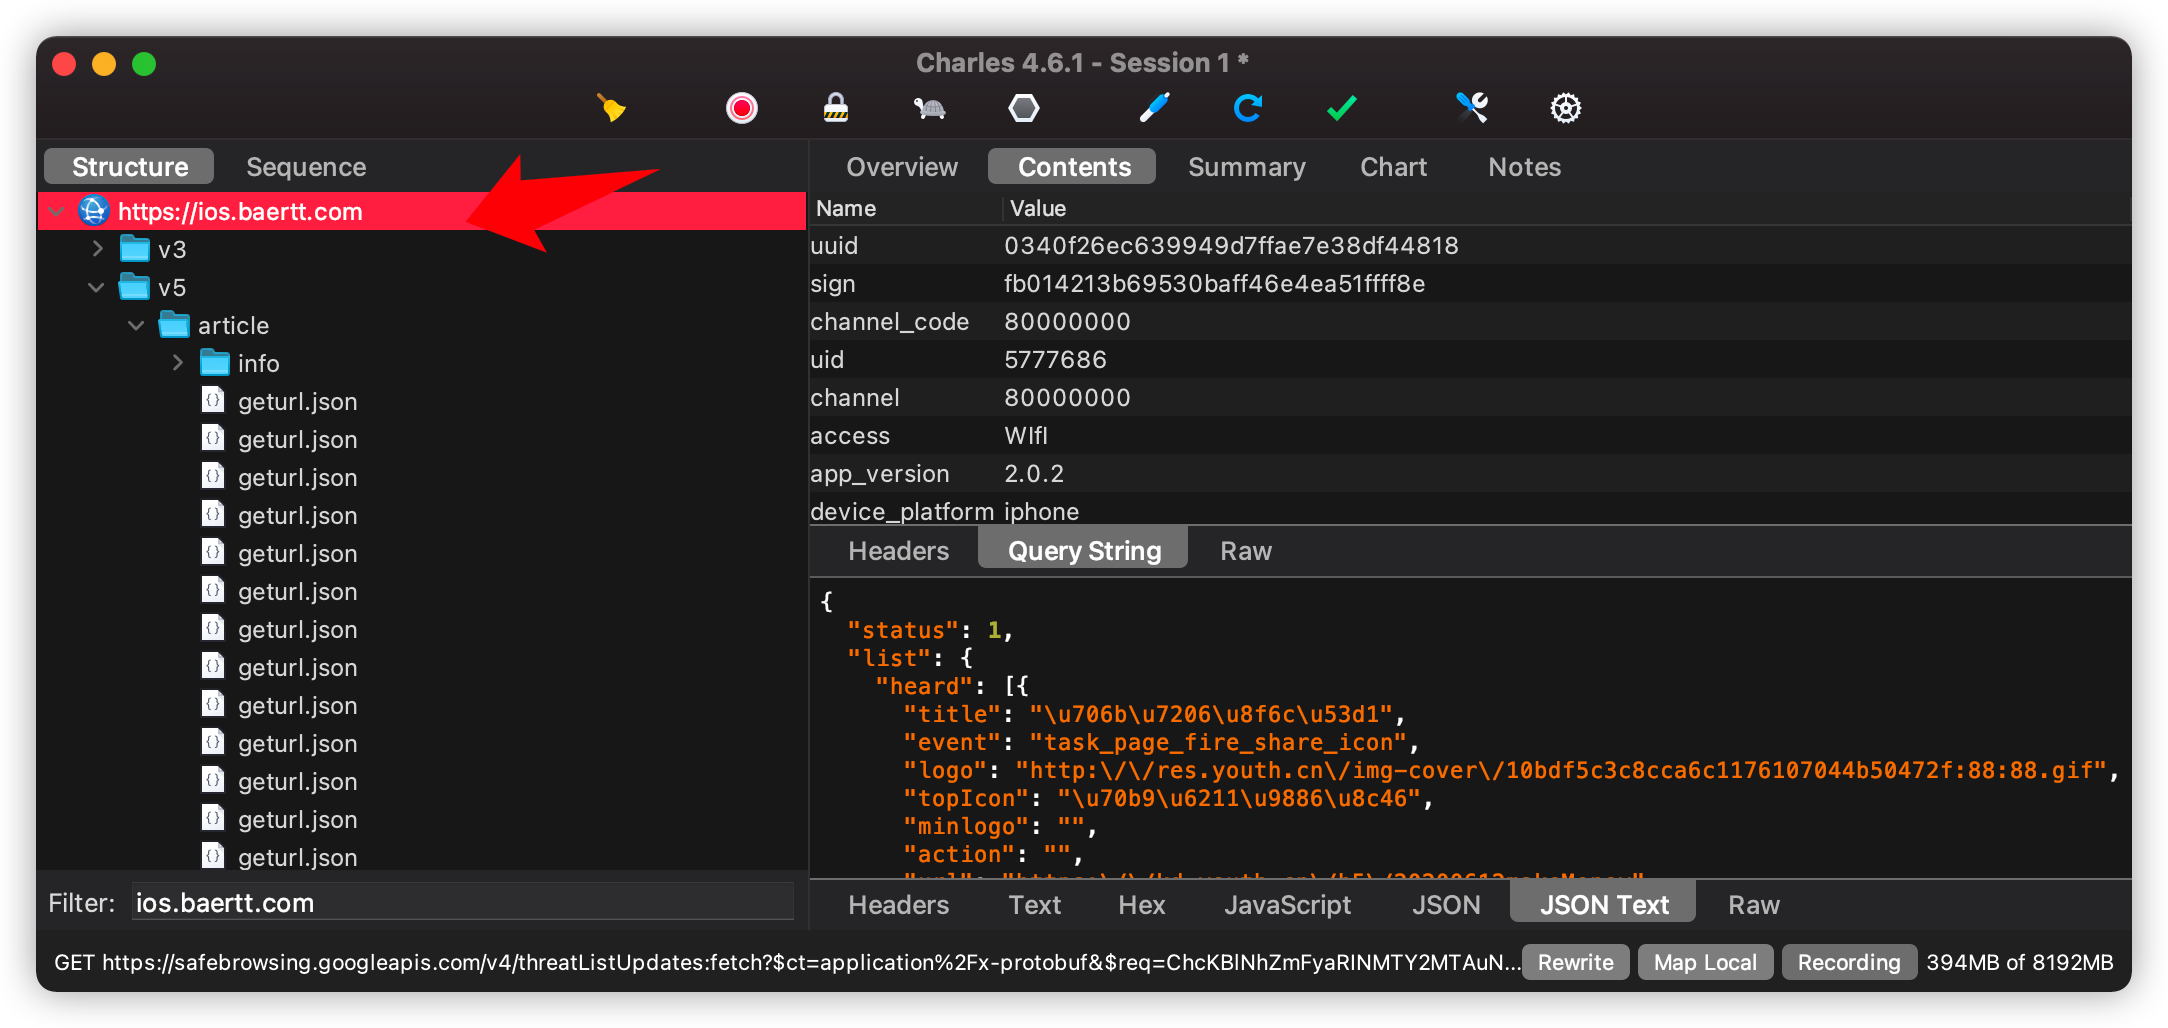 Charles 4.6.1 - Session 1 *
Structure
Sequence
https://ios.baertt.com
v3
v5
article
info
geturl.json
geturl.json
geturl.json
geturl.json
geturl.json
geturl.json
geturl.json
geturl.json
geturl.json
geturl.json
geturl.json
geturl.json
geturl.json
Filter: ios.baertt.com
Overview Contents Summary Chart Notes
Name Value
uuid 0340f26ec639949d7ffae7e38df44818
sign fb014213b69530baff46e4ea51ffff8e
channel_code 80000000
uid 5777686
channel 80000000
access WIfI
app_version 2.0.2
device_platform iphone
Headers Query String Raw
{
"status": 1,
"list": {
"heard": [{
"title": "\u706b\u7206\u8f6c\u53d1",
"event": "task_page_fire_share_icon",
"logo": "http:\/\/res.youth.cn\/img-cover\/10bdf5c3c8cca6c1176107044b50472f:88:88.gif",
"topIcon": "\u70b9\u6211\u9886\u8c46",
"minlogo": "",
"action": "",
Headers Text Hex JavaScript JSON JSON Text Raw
GET https://safebrowsing.googleapis.com/v4/threatListUpdates:fetch?$ct=application%2Fx-protobuf&$req=ChcKBlNhZmFyaRINMTY2MTAuN... Rewrite Map Local Recording 394MB of 8192MB